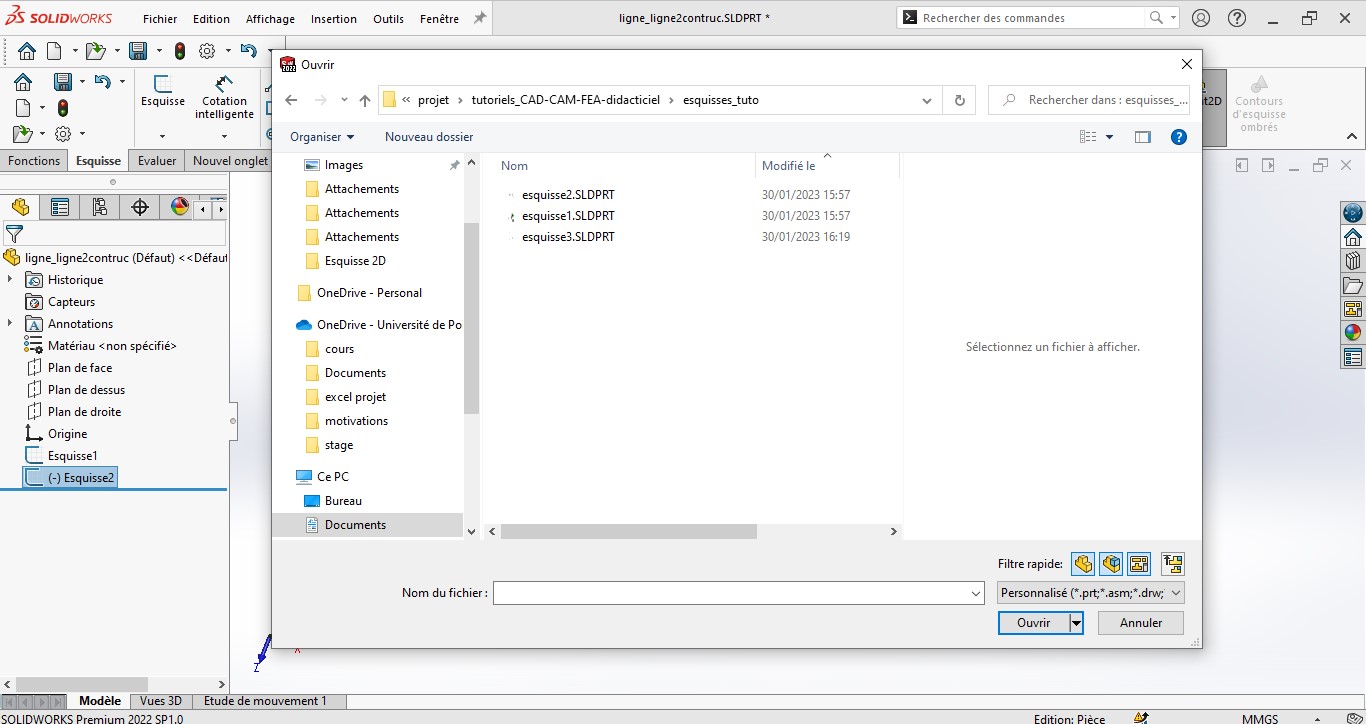 SOLIDWORKS Fichier Edition Affichage Insertion Outils Fenêtre ligne_ligne2contruc.SLDPRT * Rechercher des commandes
Esquisse
Cotation
intelligente
Contours
d'esquisse
ombrés
Fonctions Esquisse Evaluer Nouvel onglet
ligne_ligne2contruc (Défaut) <<Défau
Historique
Capteurs
Annotations
Matériau <non spécifié>
Plan de face
Plan de dessus
Plan de droite
Origine
Esquisse1
(-) Esquisse2
Ouvrir
« projet > tutoriels_CAD-CAM-FEA-didacticiel > esquisses_tuto
Rechercher dans : esquisses_...
Organiser Nouveau dossier
Images
Attachements
Attachements
Attachements
Esquisse 2D
OneDrive - Personal
OneDrive - Université de Po
cours
Documents
excel projet
motivations
stage
Ce PC
Bureau
Documents
Nom Modifié le
esquisse2.SLDPRT 30/01/2023 15:57
esquisse1.SLDPRT 30/01/2023 15:57
esquisse3.SLDPRT 30/01/2023 16:19
Sélectionnez un fichier à afficher.
Filtre rapide:
Nom du fichier : Personnalisé (*.prt;*.asm;*.drw;
Ouvrir Annuler
Z
Modèle Vues 3D Etude de mouvement 1
SOLIDWORKS Premium 2022 SP1.0 Edition: Pièce MMGS